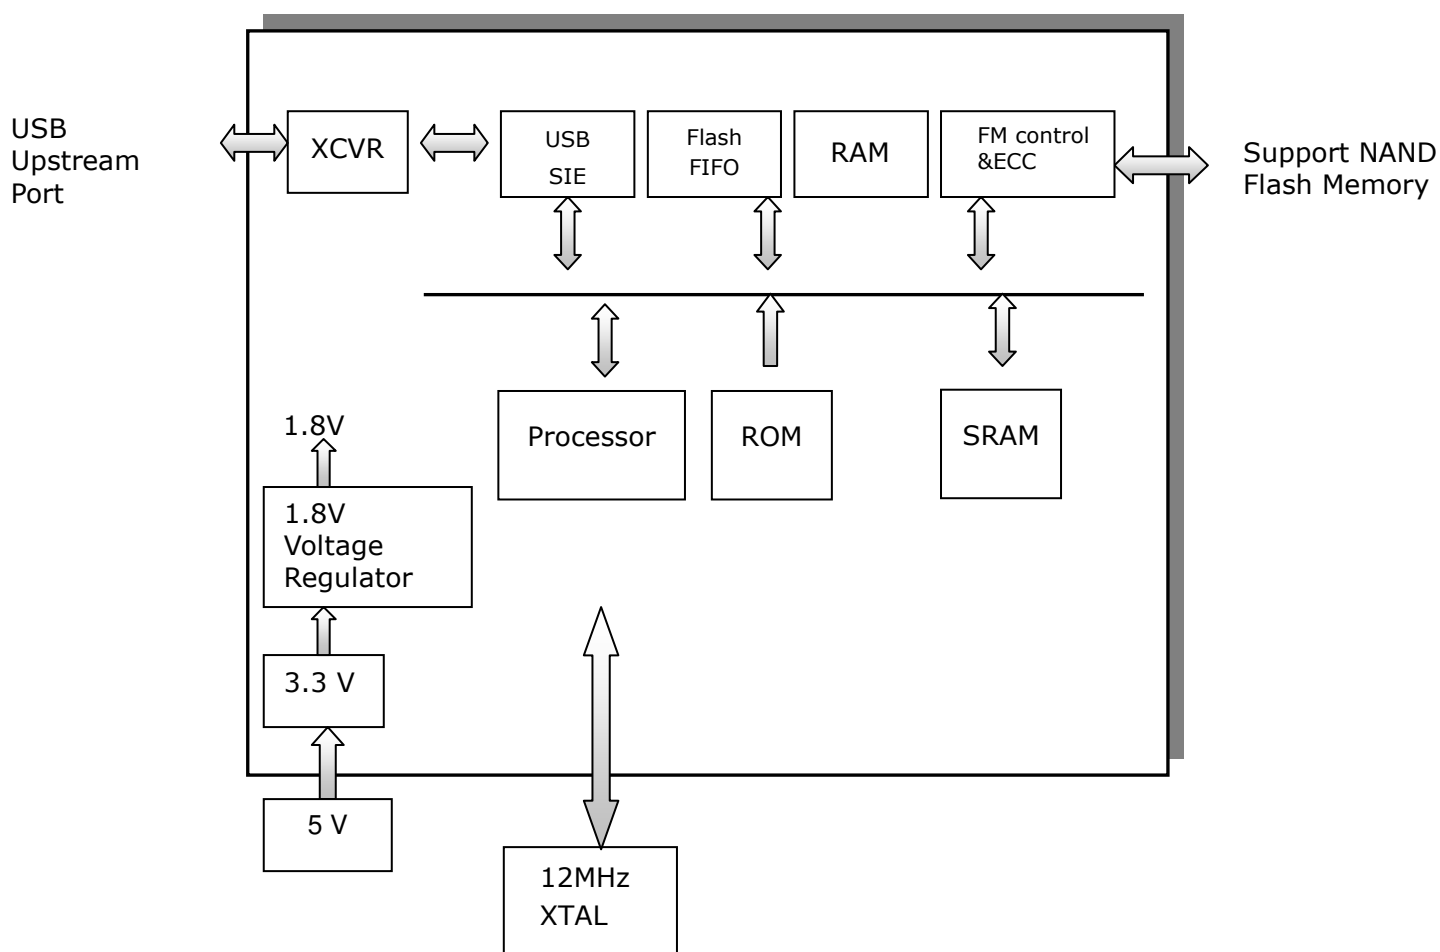 USB
Upstream
Port
XCVR
USB
SIE
Flash
FIFO
RAM
FM control
&ECC
Support NAND
Flash Memory
Processor
ROM
SRAM
1.8V
1.8V
Voltage
Regulator
3.3 V
5 V
12MHz
XTAL